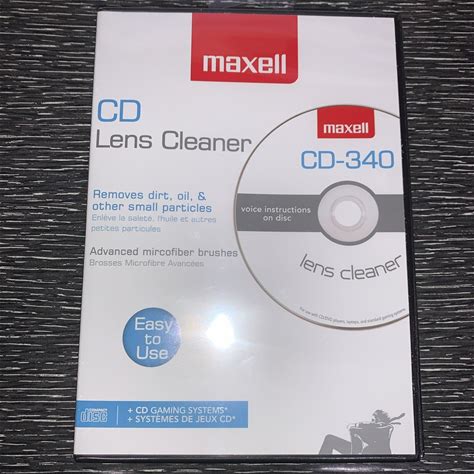 maxell
CD
Lens Cleaner
maxell
CD-340
Removes dirt, oil, &
other small particles
Enlève la saleté, l'huile et autres
petites particules
voice instructions
on disc
Advanced mircofiber brushes
Brosses Microfibre Avancées
lens cleaner
Easy
to
Use
COMPACT
disc
+ CD GAMING SYSTEMS*
+ SYSTÈMES DE JEUX CD*